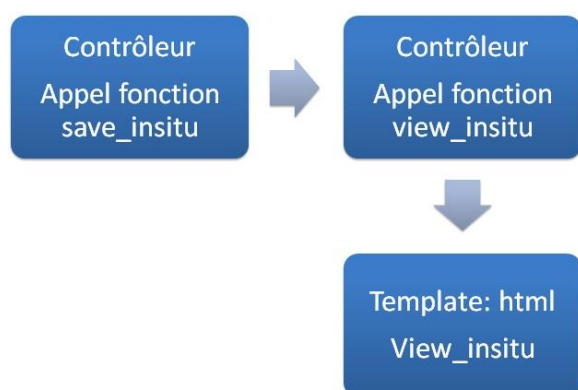 Contrôleur
Appel fonction
save_insitu
Contrôleur
Appel fonction
view_insitu
Template: html
View_insitu